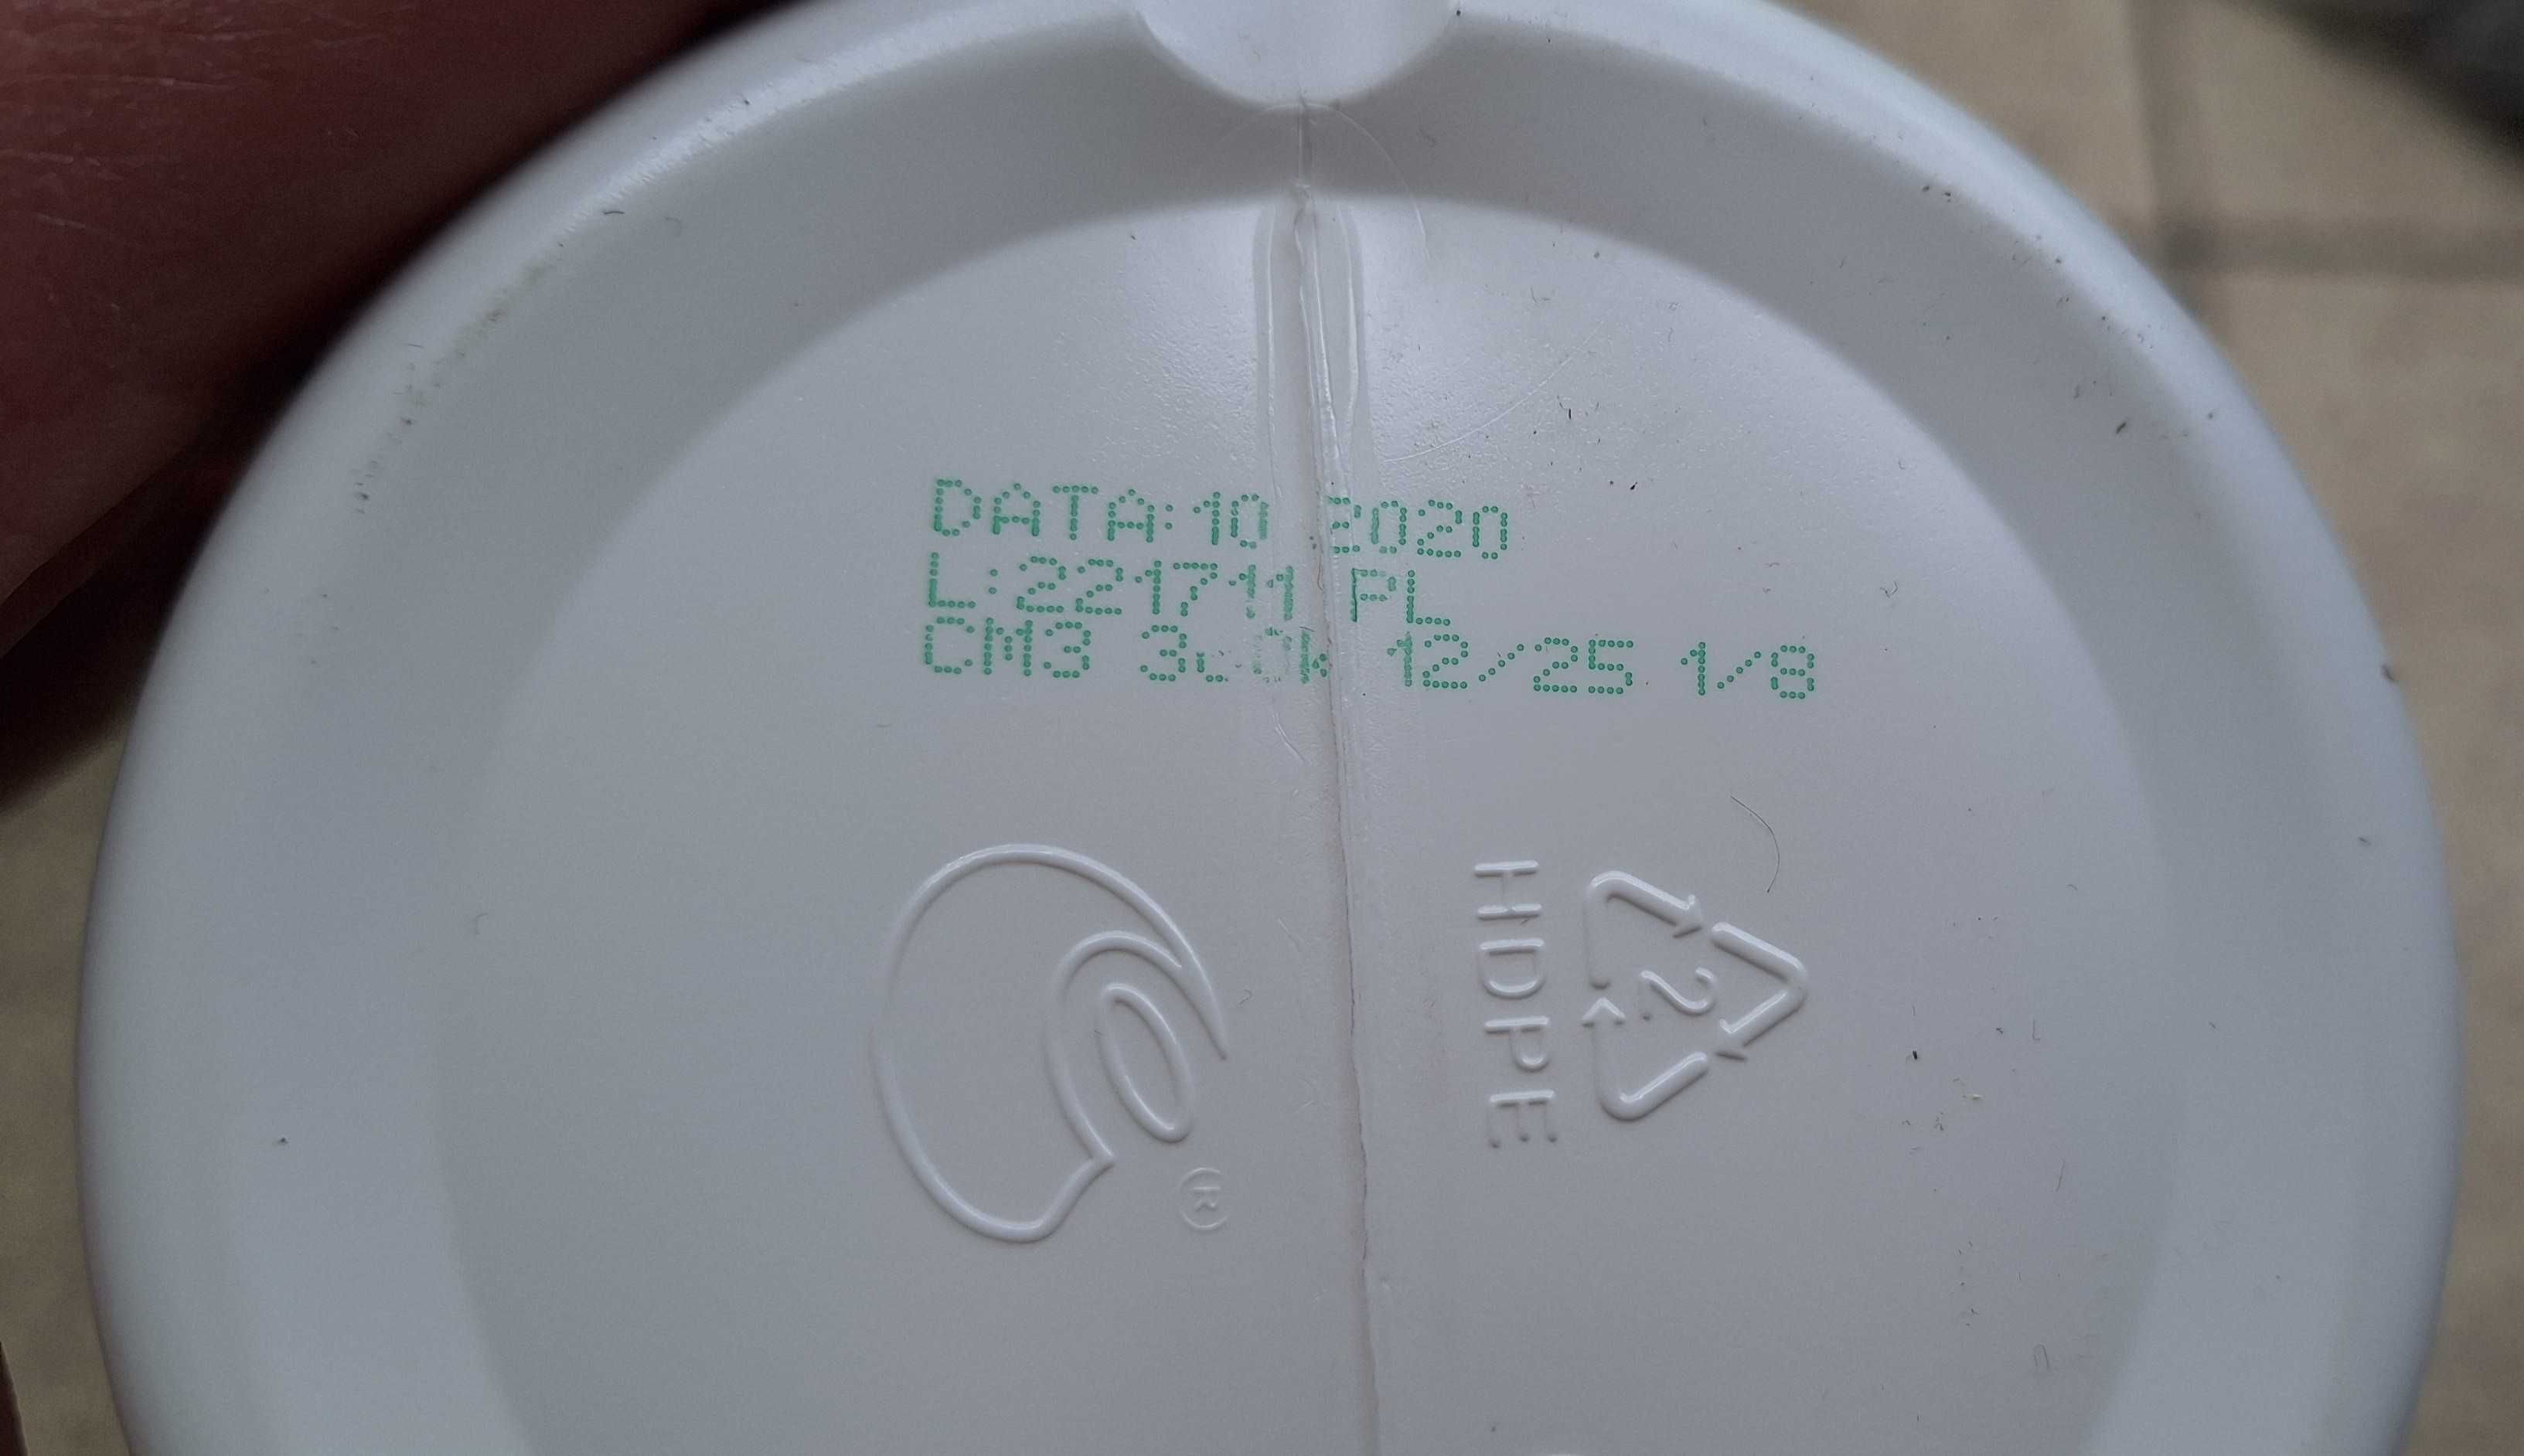 DATA: 10 2020
L:221711 PL
CM3 12/25 1/8
HDPE
2
®